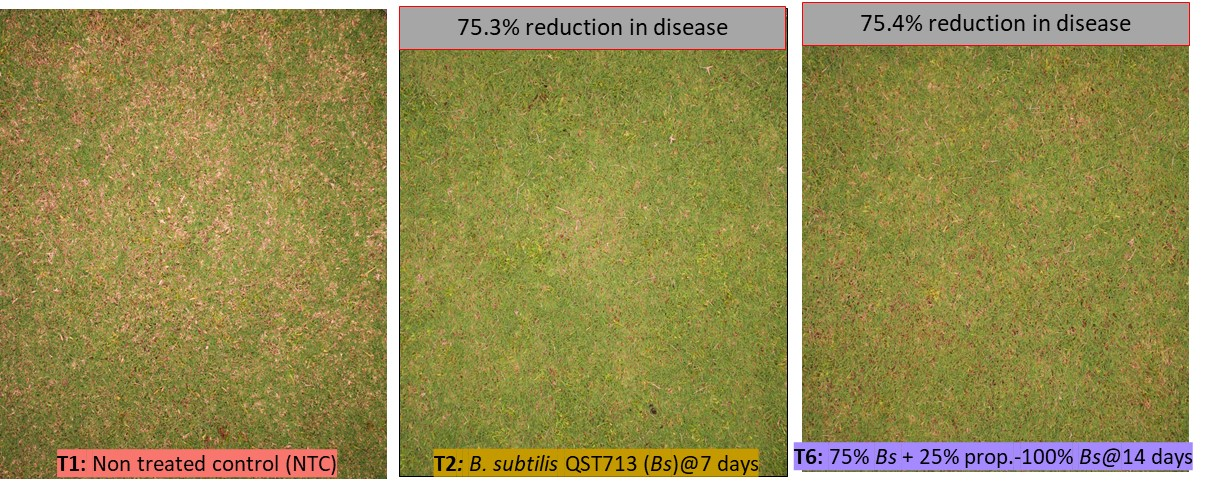 75.3% reduction in disease
75.4% reduction in disease
T1: Non treated control (NTC)
T2: B. subtilis QST713 (Bs)@7 days
T6: 75% Bs + 25% prop.-100% Bs@14 days